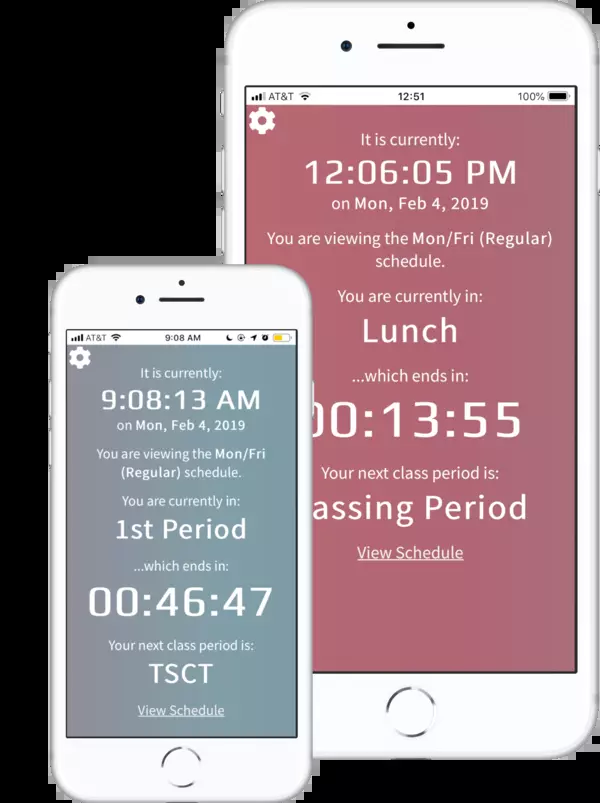 AT&T 12:51 100%
It is currently:
12:06:05 PM
on Mon, Feb 4, 2019
You are viewing the Mon/Fri (Regular)
schedule.
You are currently in:
Lunch
...which ends in:
00:13:55
Your next class period is:
assing Period
View Schedule
AT&T 9:08 AM
It is currently:
9:08:13 AM
on Mon, Feb 4, 2019
You are viewing the Mon/Fri
(Regular) schedule.
You are currently in:
1st Period
...which ends in:
00:46:47
Your next class period is:
TSCT
View Schedule